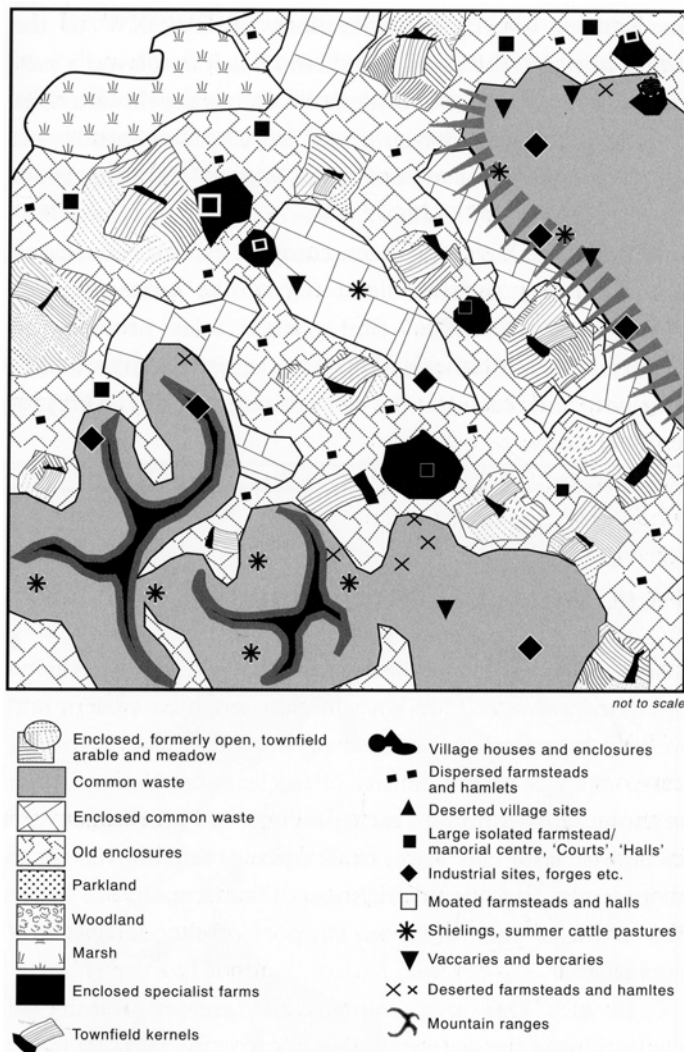 not to scale
Enclosed, formerly open, townfield
arable and meadow
Common waste
Enclosed common waste
Old enclosures
Parkland
Woodland
Marsh
Enclosed specialist farms
Townfield kernels
Village houses and enclosures
Dispersed farmsteads
and hamlets
Deserted village sites
Large isolated farmstead/
manorial centre, 'Courts', 'Halls'
Industrial sites, forges etc.
Moated farmsteads and halls
Shielings, summer cattle pastures
Vaccaries and bercaries
Deserted farmsteads and hamltes
Mountain ranges